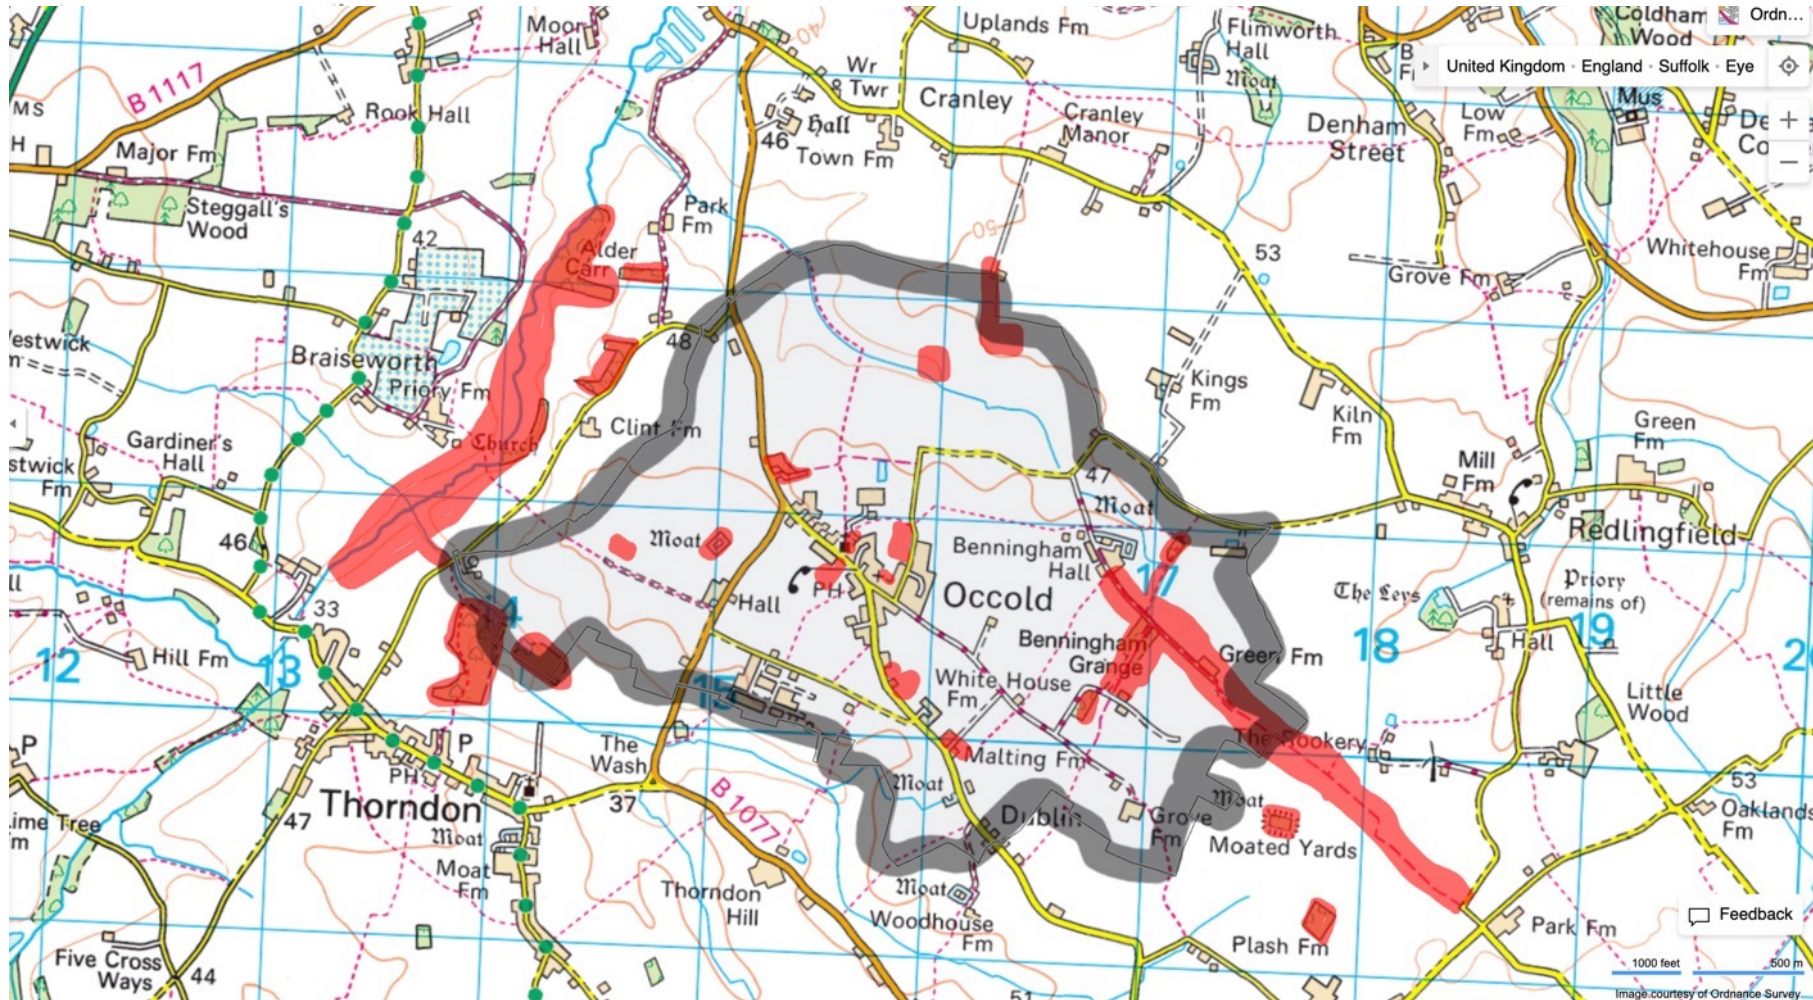 Moor
Hall
Uplands Fm
Flimworth
Hall
Moat
Coldham
Wood
Ordn...
United Kingdom · England · Suffolk · Eye
B1117
MS
Wr
Twr
Cranley
Cranley
Manor
Low
Fm
Mus
Rook Hall
Hall
46
Town Fm
Denham
Street
H
Major Fm
Steggall's
Wood
42
Park
Fm
50
40
53
Whitehouse
Fm
Alder
Carr
Grove Fm
48
Braiseworth
Priory Fm
Kings
Fm
Kiln
Fm
Green
Fm
Church
Clint Fm
Gardiner's
Hall
47
Mill
Fm
Moat
Redlingfield
46
Moat
Benningham
Hall
17
Occold
PH
Hall
The Leys
Priory
(remains of)
33
14
12
13
Hill Fm
Benningham
Grange
Green Fm
18
19
Hall
15
White House
Fm
Little
Wood
P
P
PH
The
Wash
The Rookery
Malting Fm
Moat
Thorndon
37
B1077
Dublin
Moat
Grove
Fm
53
Oaklands
Fm
47
Moat
Moated Yards
Moat
Fm
Thorndon
Hill
Moat
Woodhouse
Fm
Plash Fm
Park Fm
Feedback
Five Cross
Ways
44
51
1000 feet
500 m
Image courtesy of Ordnance Survey